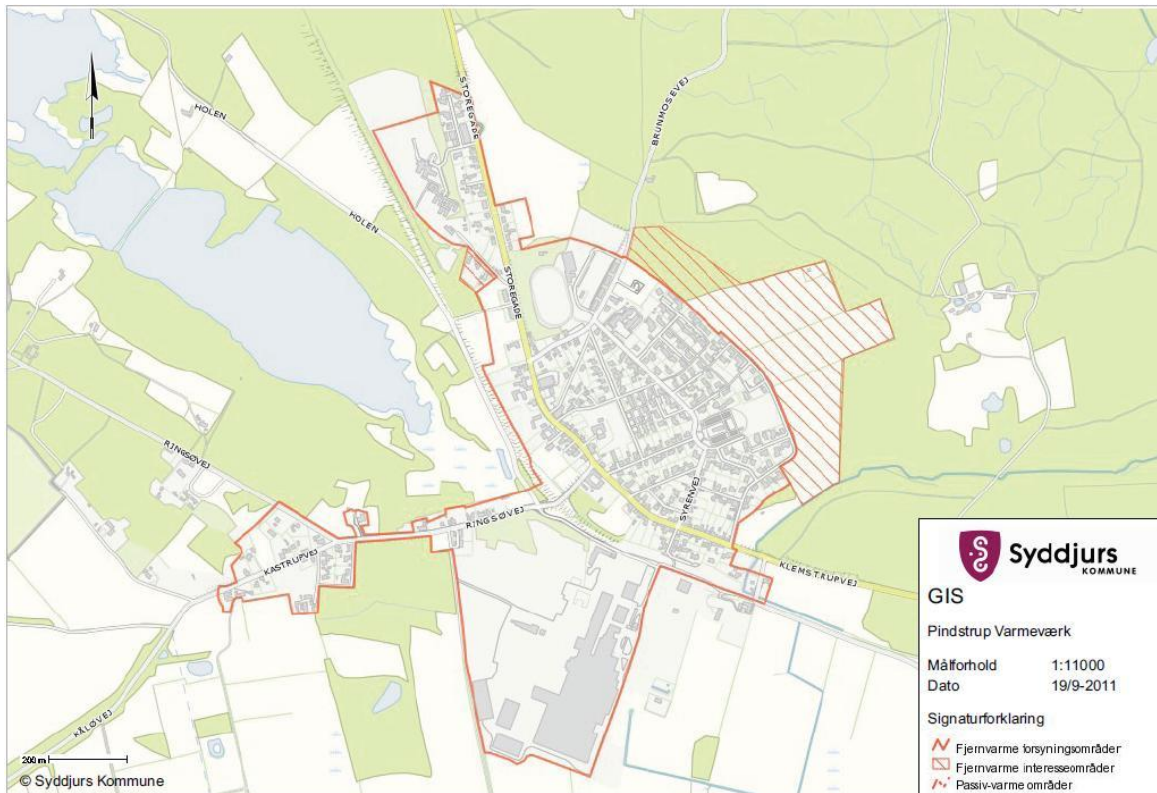 STOREGADE
BRUNMOSEVEJ
HOLEN
HOLEN
STOREGADE
RINGSØVEJ
RINGSØVEJ
SYRENVEJ
KASTRUPVEJ
KLEMSTRUPVEJ
KÅLØVEJ
200 m
© Syddjurs Kommune
Syddjurs
KOMMUNE
GIS
Pindstrup Varmeværk
Målforhold 1:11000
Dato 19/9-2011
Signaturforklaring
Fjernvarme forsyningsområder
Fjernvarme interesseområder
Passiv-varme områder